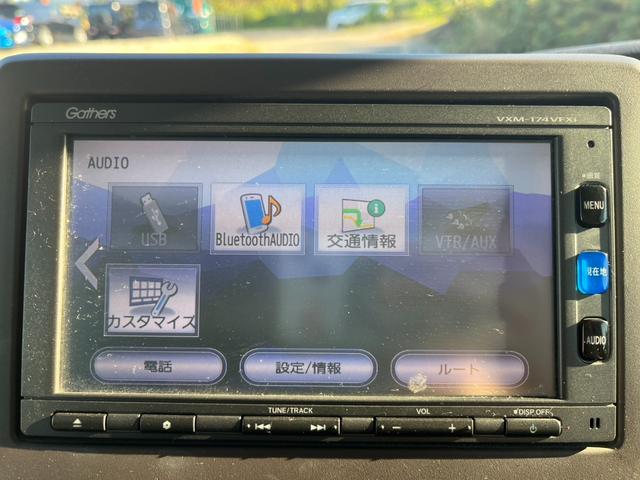 Gathers
VXM-174VFXi
AUDIO
USB
BluetoothAUDIO
交通情報
VTR/AUX
カスタマイズ
電話
設定/情報
ルート
MENU
現在地
AUDIO
TUNE/TRACK
VOL
DISP OFF